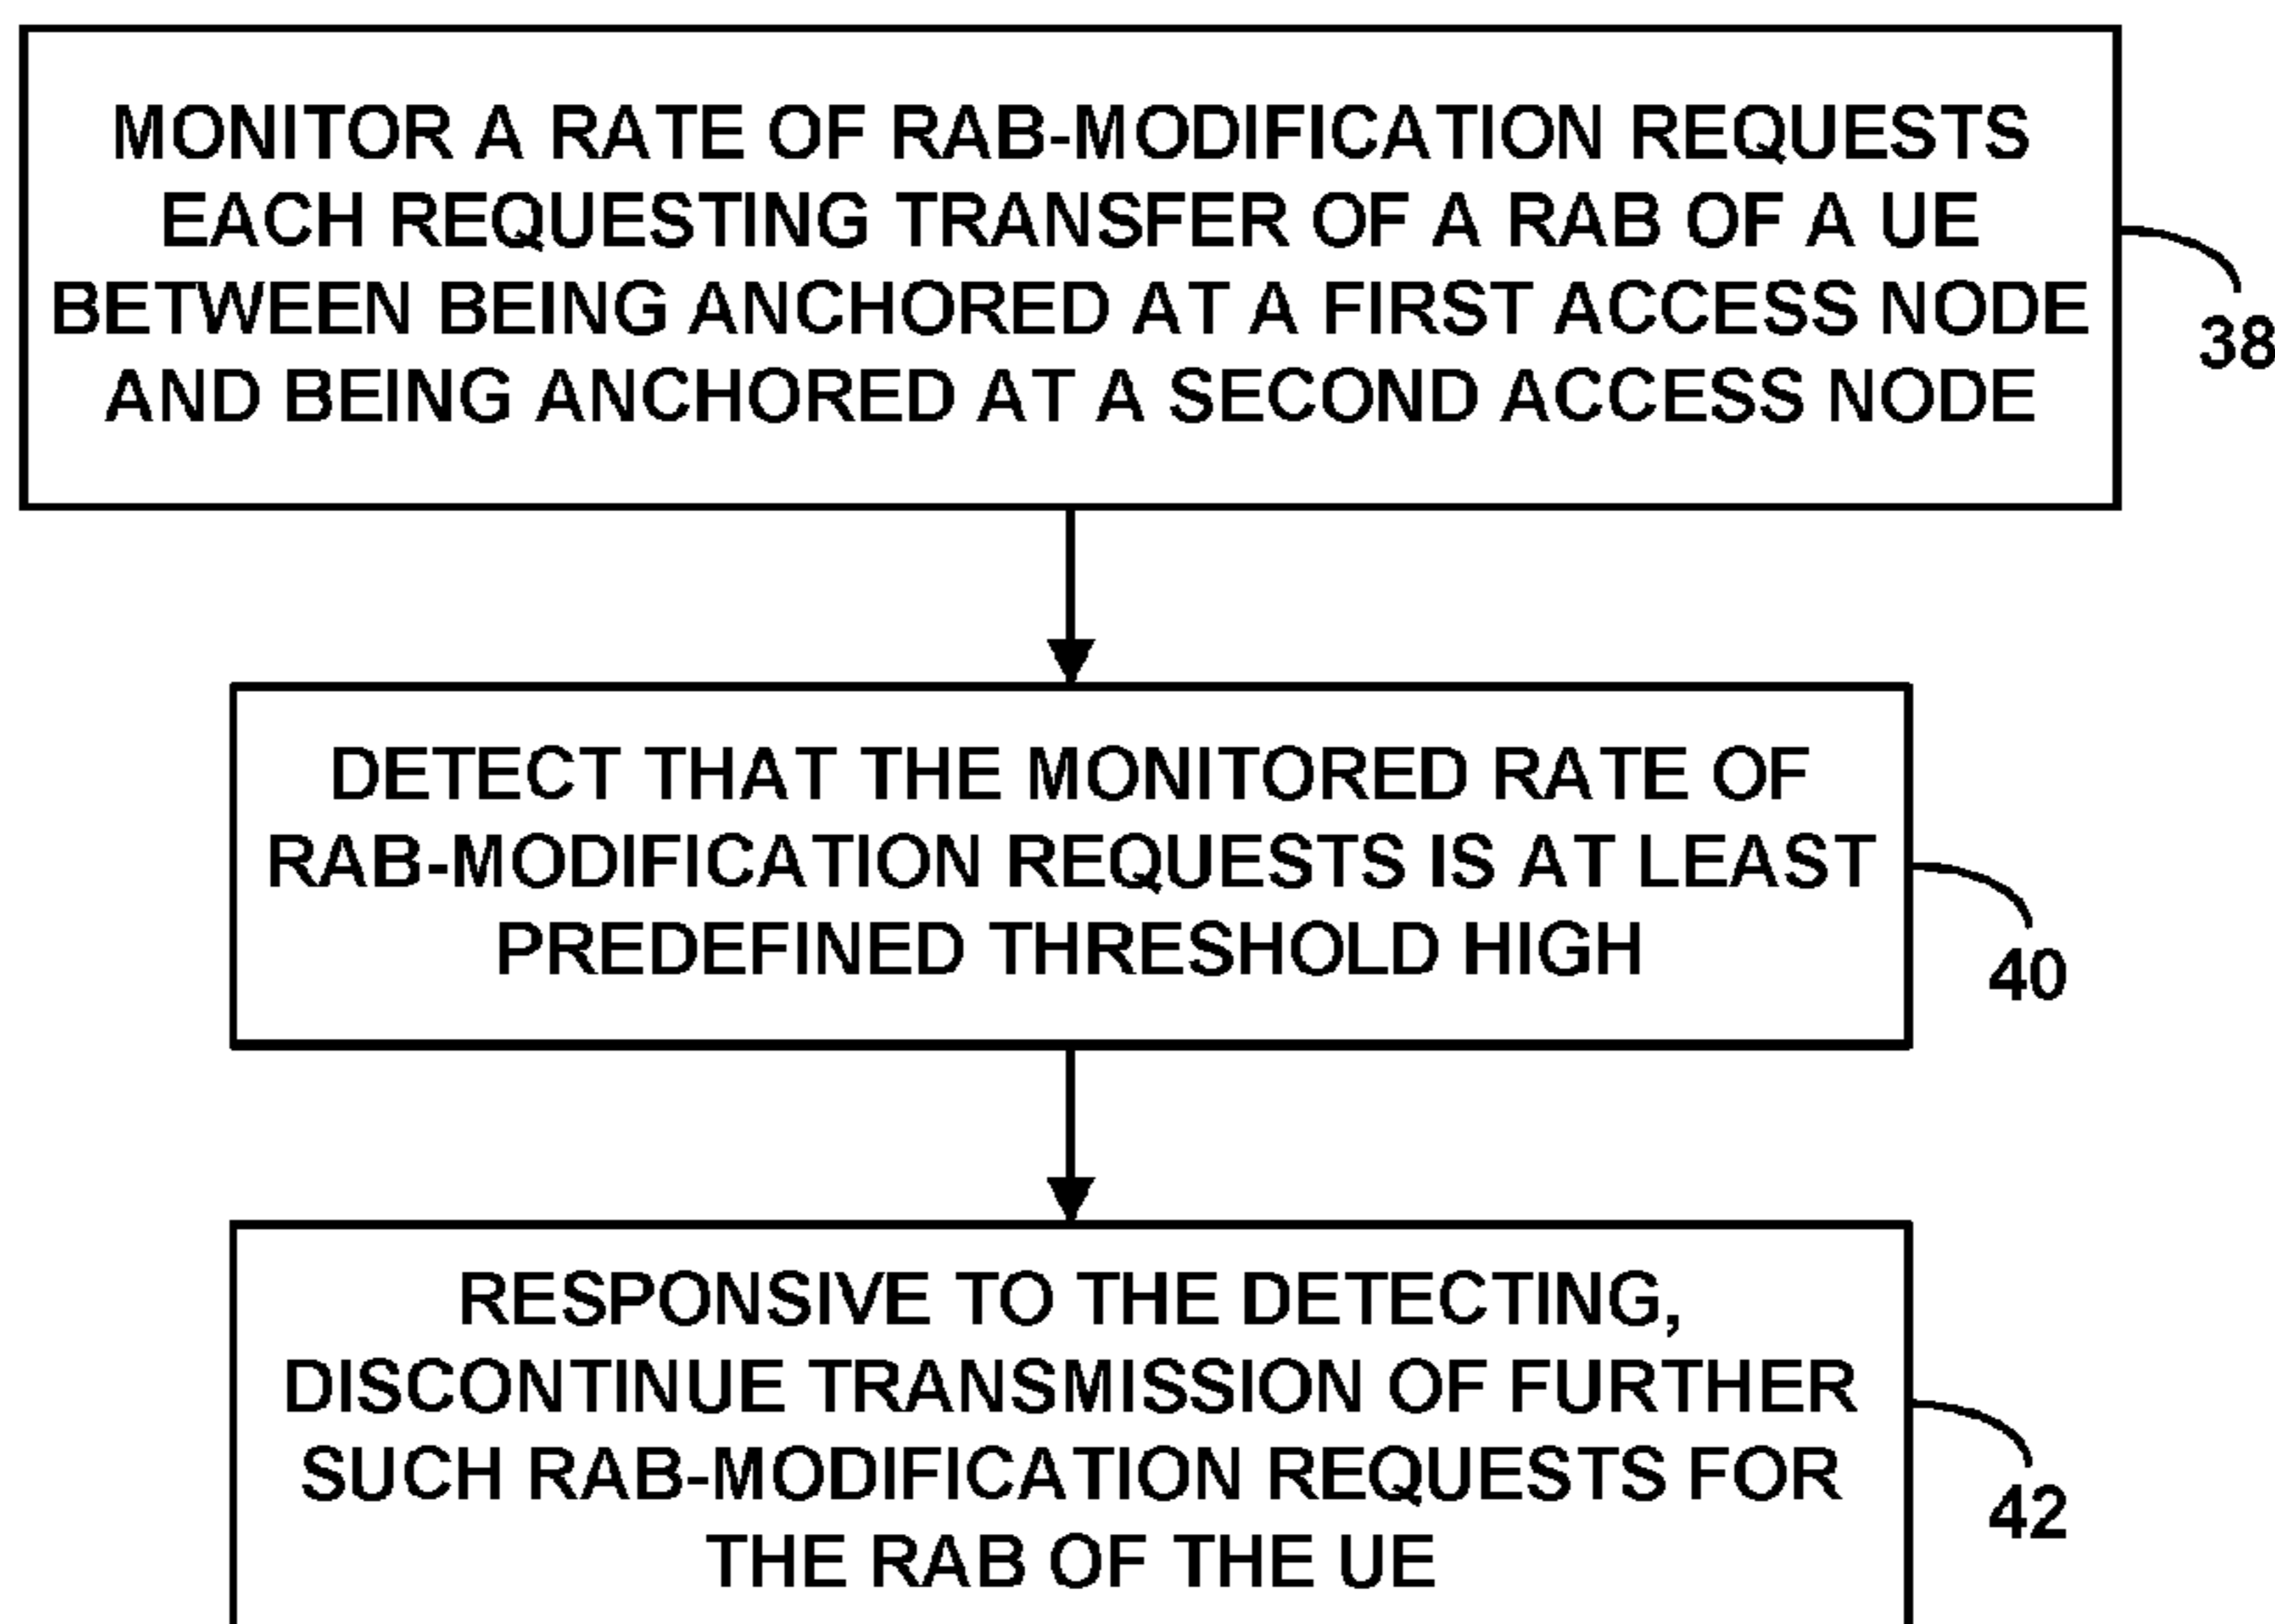 MONITOR A RATE OF RAB-MODIFICATION REQUESTS
EACH REQUESTING TRANSFER OF A RAB OF A UE
BETWEEN BEING ANCHORED AT A FIRST ACCESS NODE
AND BEING ANCHORED AT A SECOND ACCESS NODE
38
DETECT THAT THE MONITORED RATE OF
RAB-MODIFICATION REQUESTS IS AT LEAST
PREDEFINED THRESHOLD HIGH
40
RESPONSIVE TO THE DETECTING,
DISCONTINUE TRANSMISSION OF FURTHER
SUCH RAB-MODIFICATION REQUESTS FOR
THE RAB OF THE UE
42